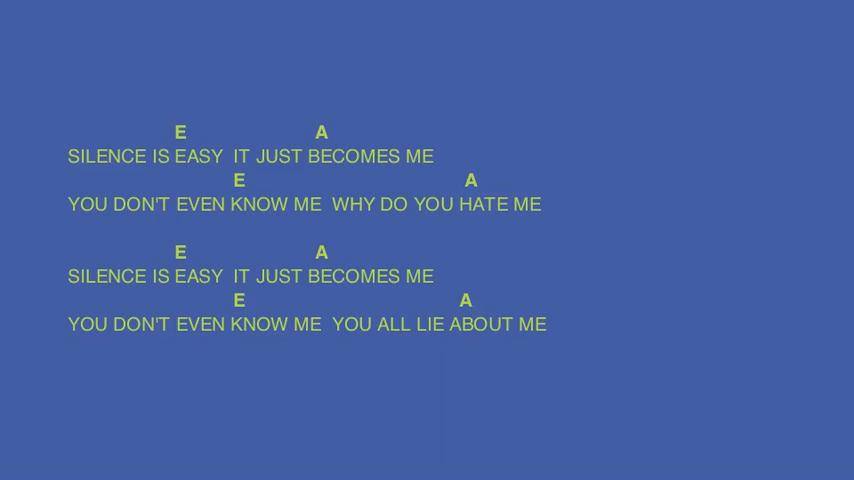 E A
SILENCE IS EASY IT JUST BECOMES ME
E A
YOU DON'T EVEN KNOW ME WHY DO YOU HATE ME
E A
SILENCE IS EASY IT JUST BECOMES ME
E A
YOU DON'T EVEN KNOW ME YOU ALL LIE ABOUT ME